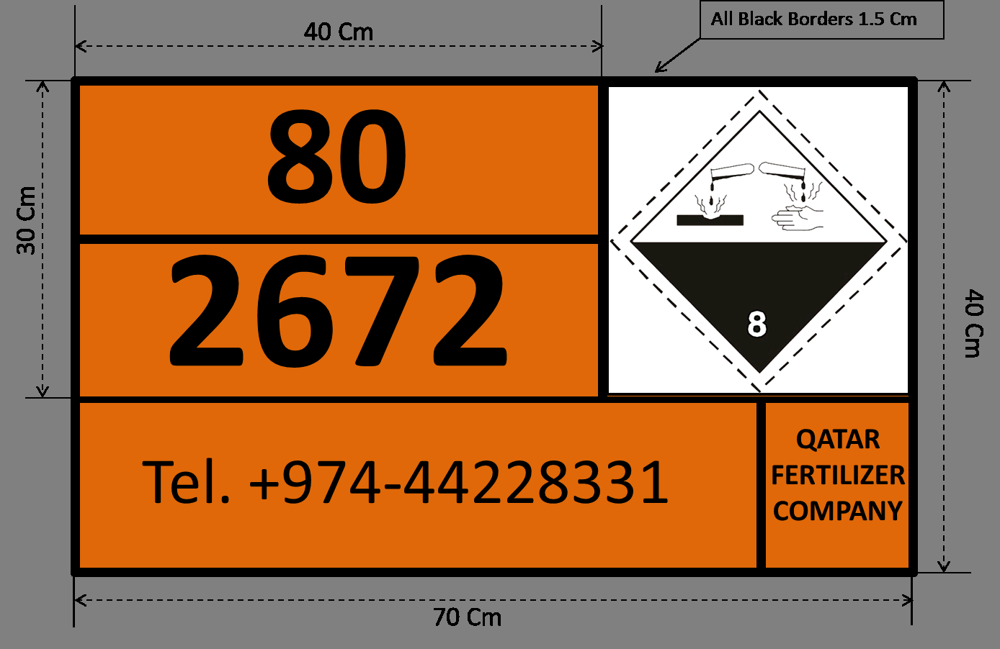 All Black Borders 1.5 Cm
40 Cm
80
30 Cm
2672
8
40 Cm
Tel. +974-44228331
QATAR
FERTILIZER
COMPANY
70 Cm